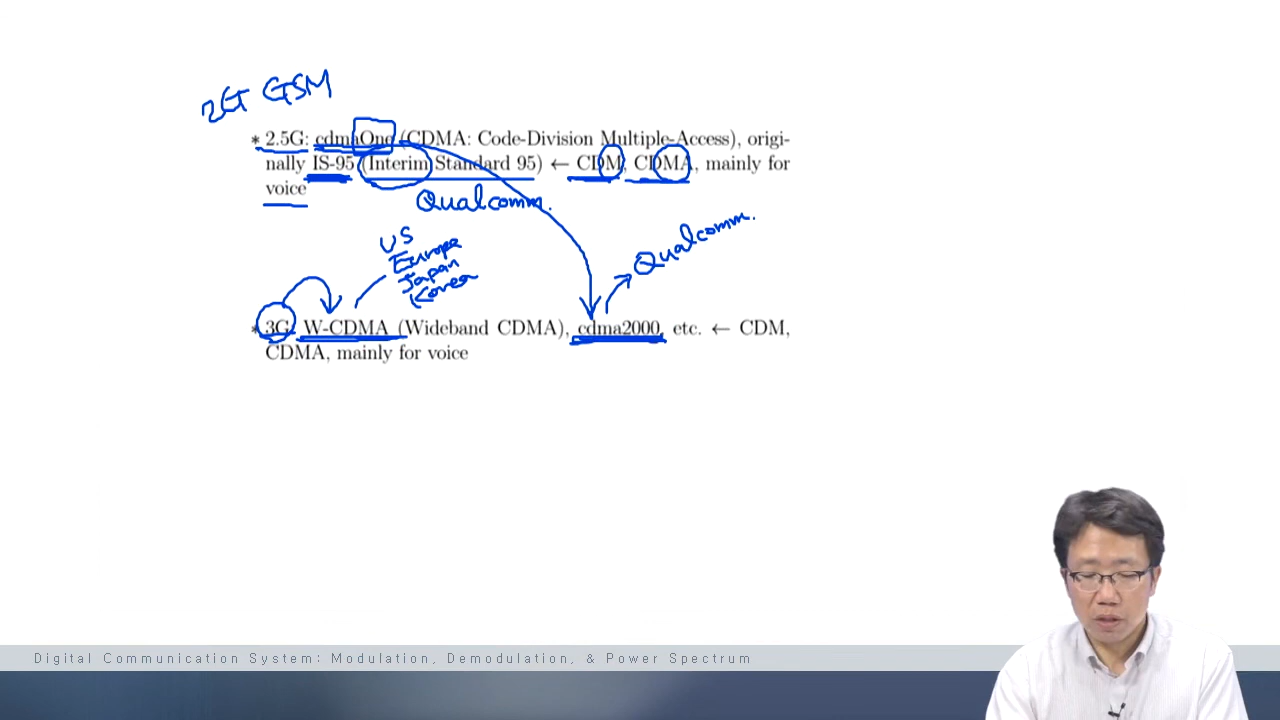 2G GSM
* 2.5G: cdmaOne (CDMA: Code-Division Multiple-Access), origi-
nally IS-95 (Interim Standard 95) ← CDM, CDMA, mainly for
voice
Qualcomm.
US
Europe
Japan
Korea
Qualcomm.
* 3G: W-CDMA (Wideband CDMA), cdma2000, etc. ← CDM,
CDMA, mainly for voice
Digital Communication System: Modulation, Demodulation, & Power Spectrum